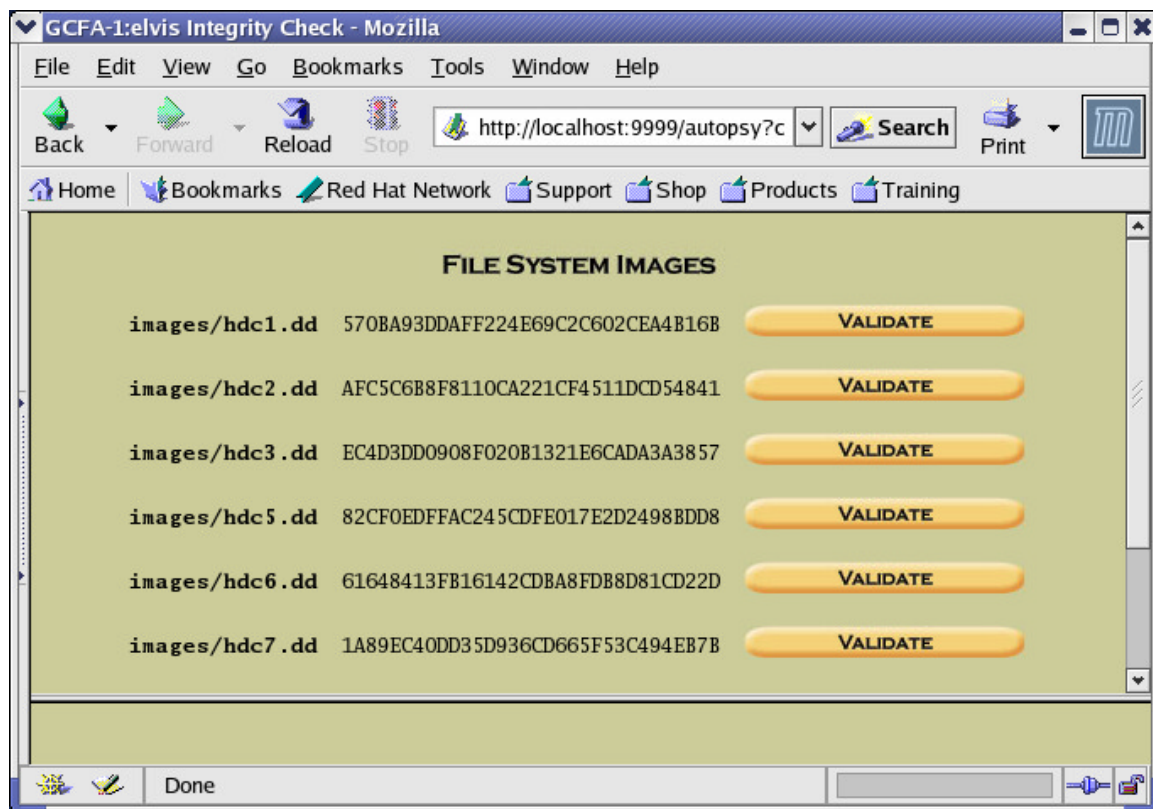 GCFA-1:elvis Integrity Check - Mozilla
File Edit View Go Bookmarks Tools Window Help
Back Forward Reload Stop http://localhost:9999/autopsy?c Search Print
Home Bookmarks Red Hat Network Support Shop Products Training
FILE SYSTEM IMAGES
images/hdc1.dd 570BA93DDAFF224E69C2C602CEA4B16B VALIDATE
images/hdc2.dd AFC5C6B8F8110CA221CF4511DCD54841 VALIDATE
images/hdc3.dd EC4D3DD0908F020B1321E6CADA3A3857 VALIDATE
images/hdc5.dd 82CF0EDFFAC245CDFE017E2D2498BDD8 VALIDATE
images/hdc6.dd 61648413FB16142CDBA8FDB8D81CD22D VALIDATE
images/hdc7.dd 1A89EC40DD35D936CD665F53C494EB7B VALIDATE
Done